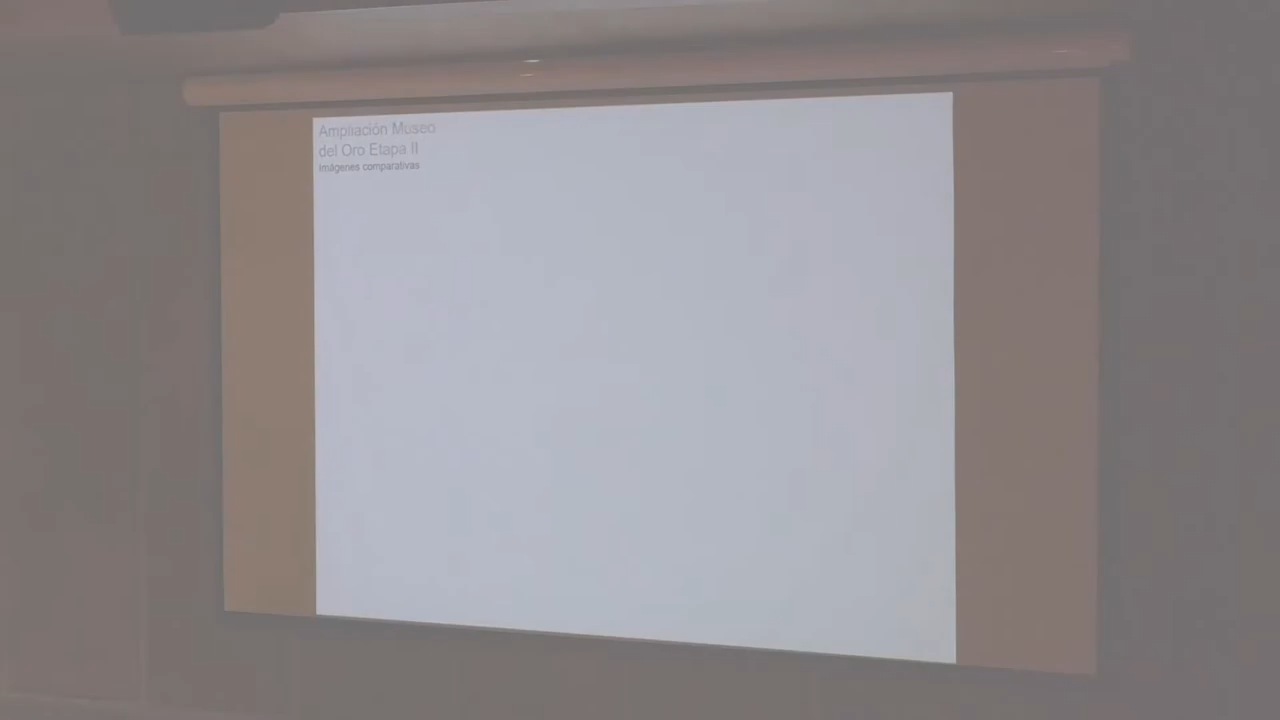 Ampliación Museo
del Oro Etapa II
Imágenes comparativas